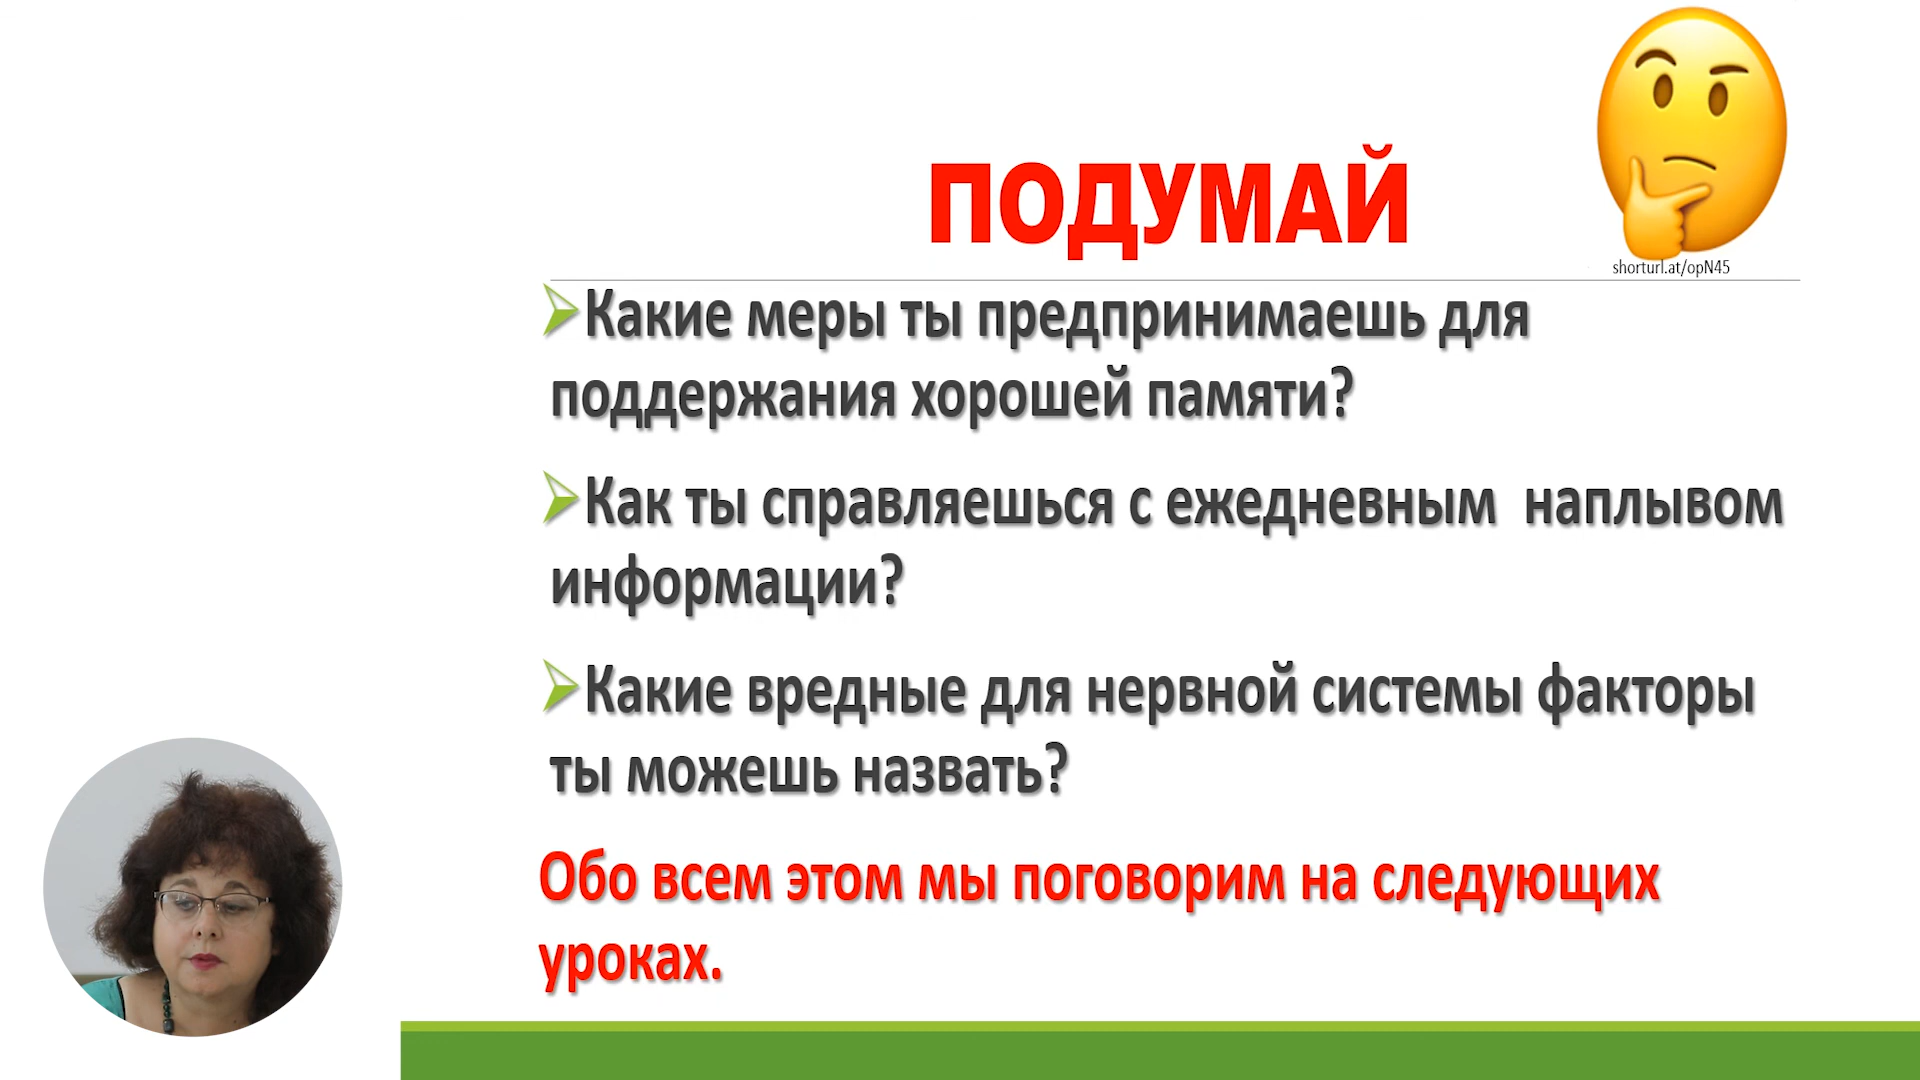 ПОДУМАЙ
shorturl.at/opN45
Какие меры ты предпринимаешь для
поддержания хорошей памяти?
Как ты справляешься с ежедневным наплывом
информации?
Какие вредные для нервной системы факторы
ты можешь назвать?
Обо всем этом мы поговорим на следующих
уроках.